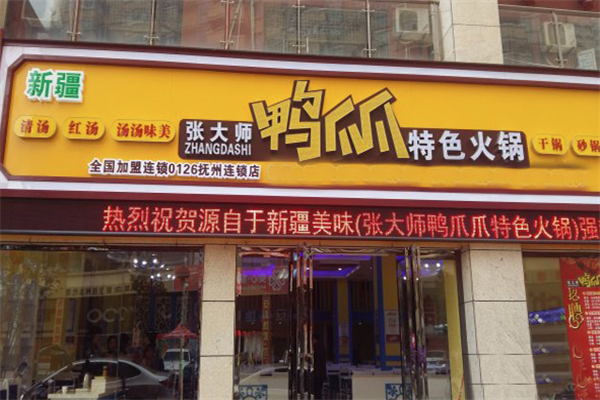 新疆
清汤 红汤 汤汤味美
张大师
ZHANGDASHI
鸭爪爪
特色火锅
干锅 砂锅
全国加盟连锁0126抚州连锁店
热烈祝贺源自于新疆美味(张大师鸭爪爪特色火锅)强